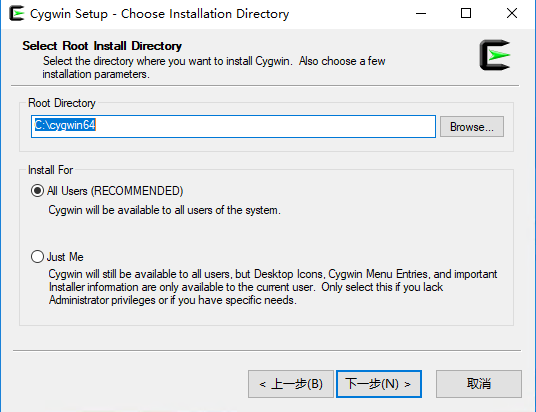 Cygwin Setup - Choose Installation Directory
Select Root Install Directory
Select the directory where you want to install Cygwin. Also choose a few
installation parameters.
Root Directory
C:\cygwin64
Browse...
Install For
All Users (RECOMMENDED)
Cygwin will be available to all users of the system.
Just Me
Cygwin will still be available to all users, but Desktop Icons, Cygwin Menu Entries, and important
Installer information are only available to the current user. Only select this if you lack
Administrator privileges or if you have specific needs.
< 上一步(B)
下一步(N) >
取消